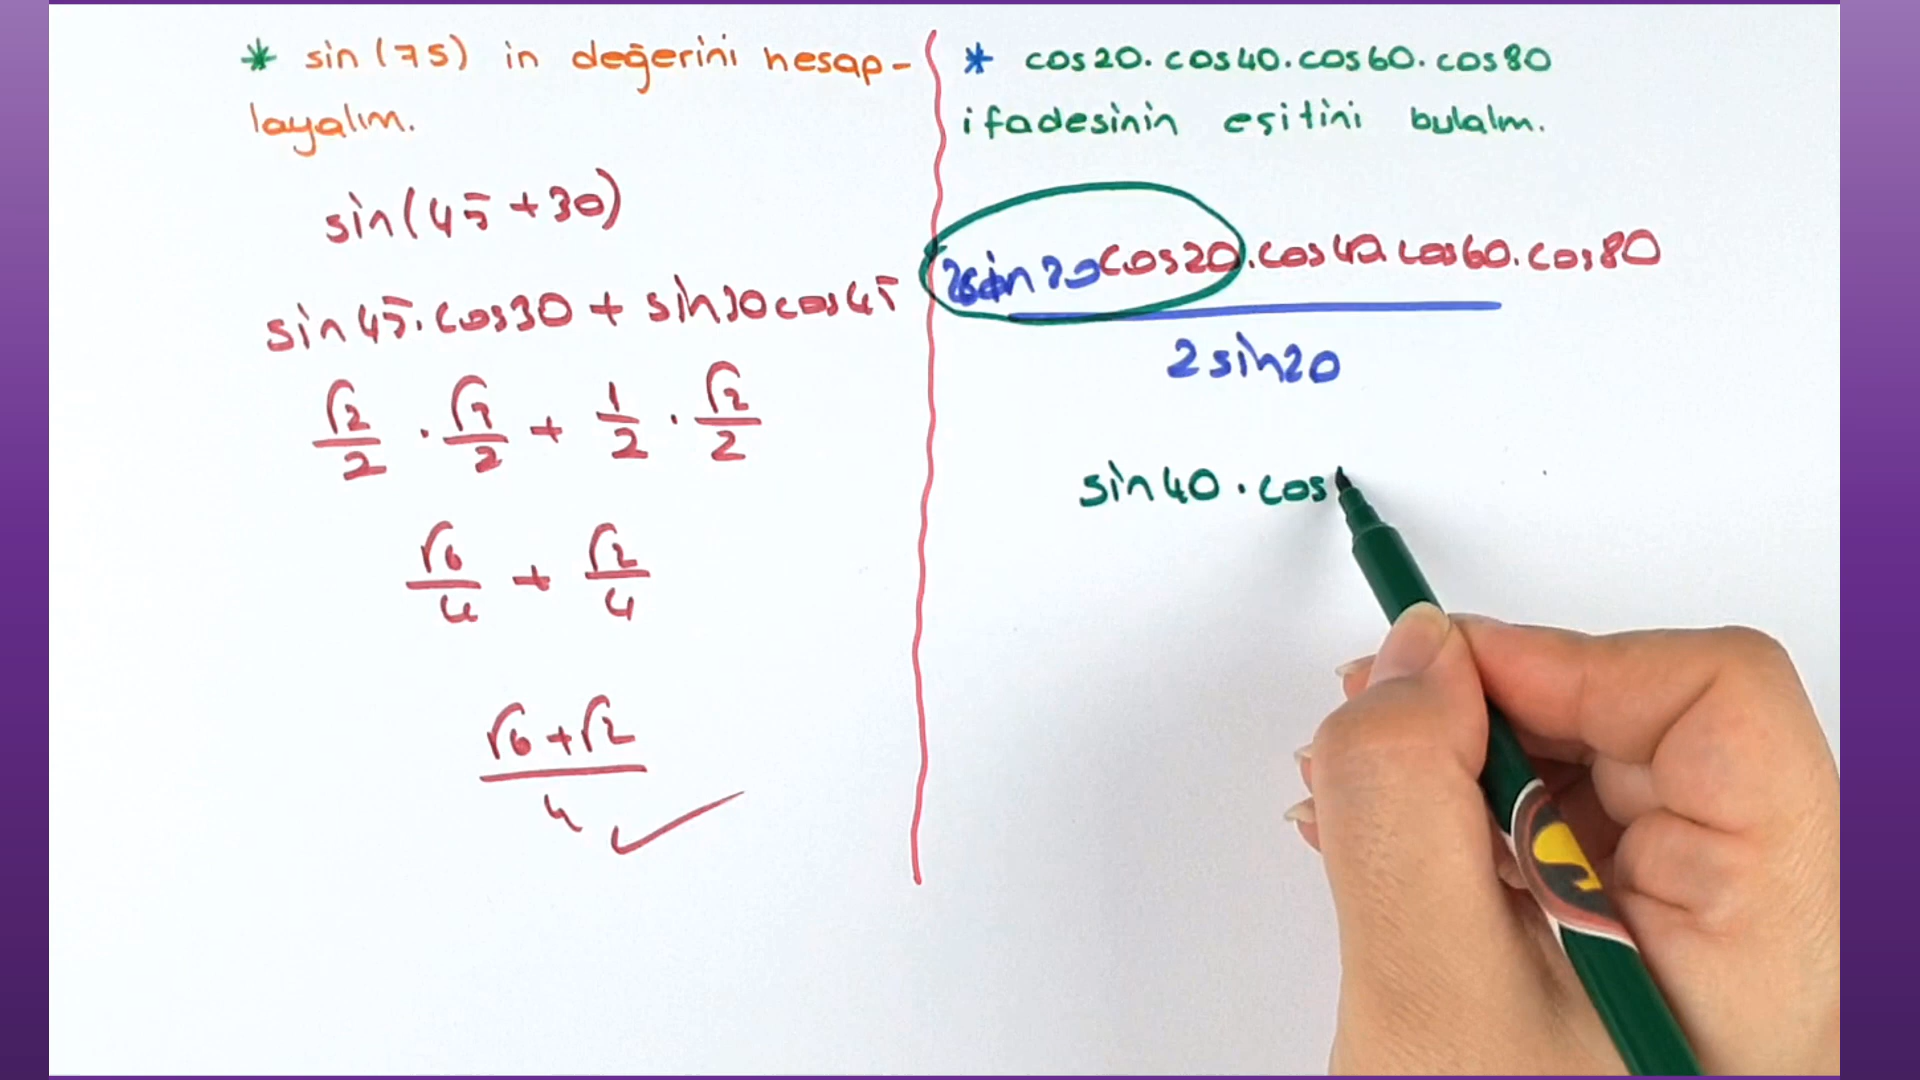 * sin (75) in değerini hesap-
layalım.
sin(45+30)
sin45.cos30 + sin30cos45
√2/2 . √3/2 + 1/2 . √2/2
√6/4 + √2/4
√6+√2/4
* cos20.cos40.cos60.cos80
ifadesinin eşitini bulalım.
2sin20cos20.cos40.cos60.cos80
2sin20
sin40.cos